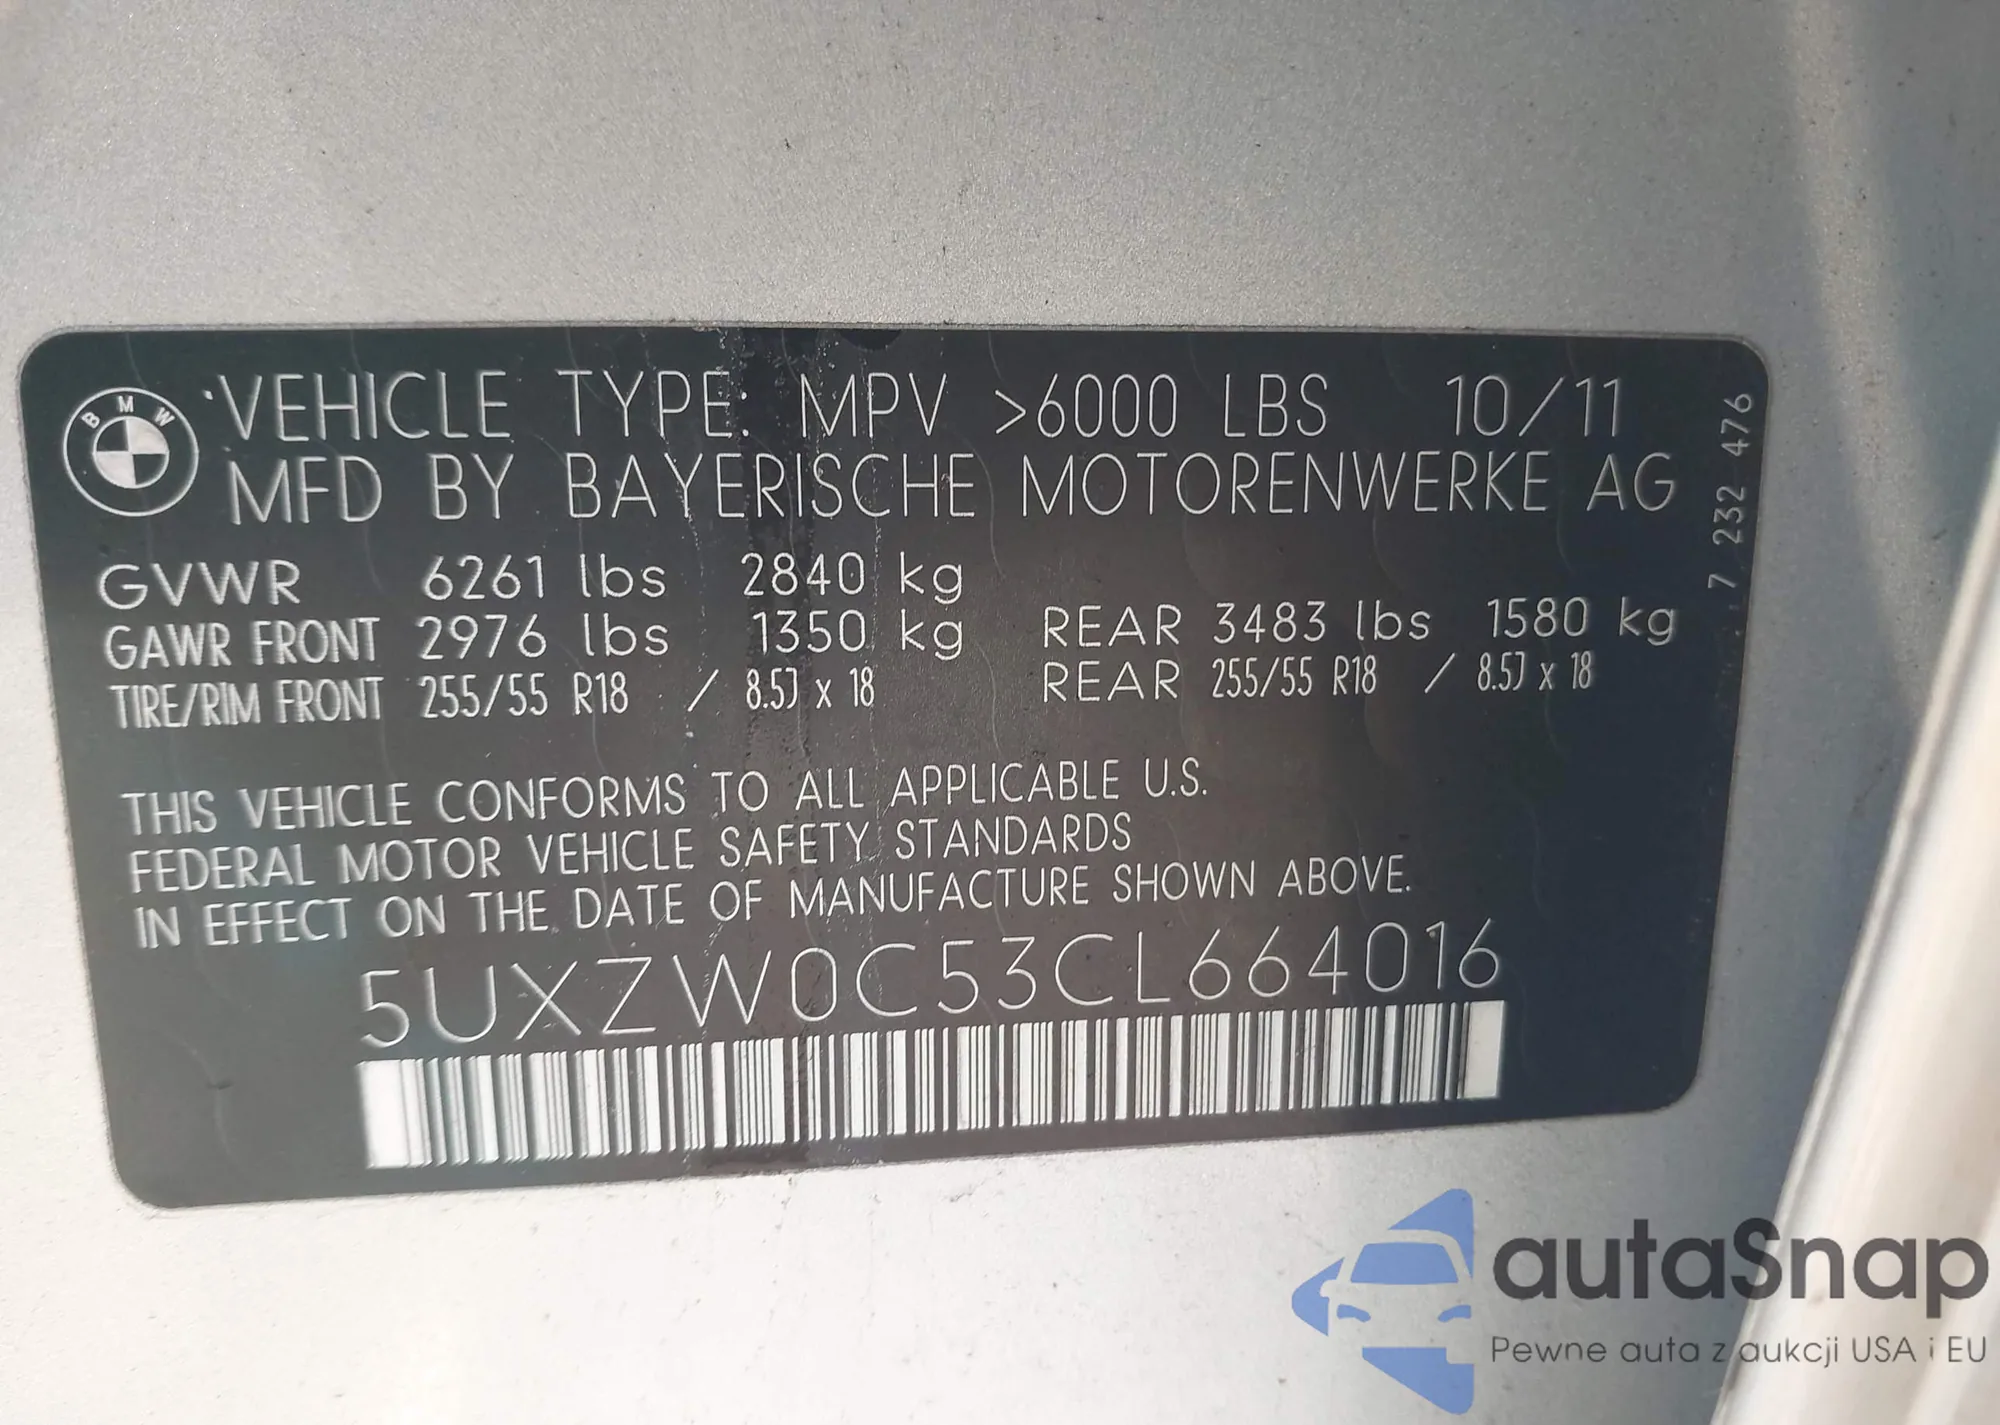 BMW
VEHICLE TYPE: MPV >6000 LBS 10/11
MFD BY BAYERISCHE MOTORENWERKE AG
GVWR 6261 lbs 2840 kg
GAWR FRONT 2976 lbs 1350 kg REAR 3483 lbs 1580 kg
TIRE/RIM FRONT 255/55 R18 / 8.5J x 18 REAR 255/55 R18 / 8.5J x 18
7 232 476
THIS VEHICLE CONFORMS TO ALL APPLICABLE U.S.
FEDERAL MOTOR VEHICLE SAFETY STANDARDS
IN EFFECT ON THE DATE OF MANUFACTURE SHOWN ABOVE.
5UXZW0C53CL664016
autaSnap
Pewne auta z aukcji USA i EU